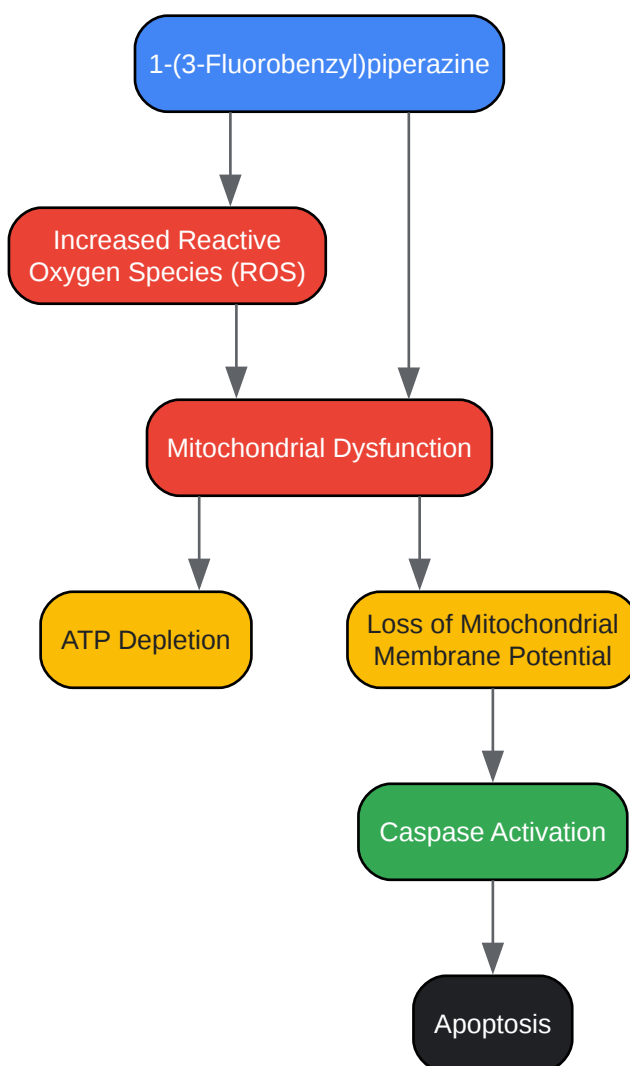 1-(3-Fluorobenzyl)piperazine
Increased Reactive
Oxygen Species (ROS)
Mitochondrial Dysfunction
ATP Depletion
Loss of Mitochondrial
Membrane Potential
Caspase Activation
Apoptosis